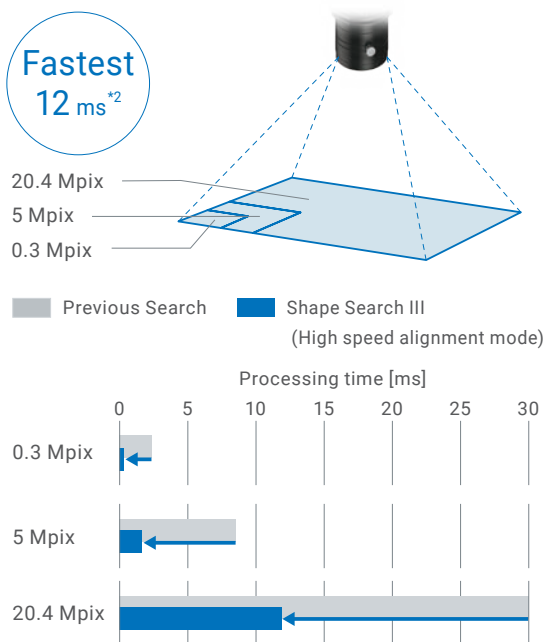 Fastest
12 ms*2
20.4 Mpix
5 Mpix
0.3 Mpix
Previous Search
Shape Search III
(High speed alignment mode)
Processing time [ms]
0 5 10 15 20 25 30
0.3 Mpix
5 Mpix
20.4 Mpix